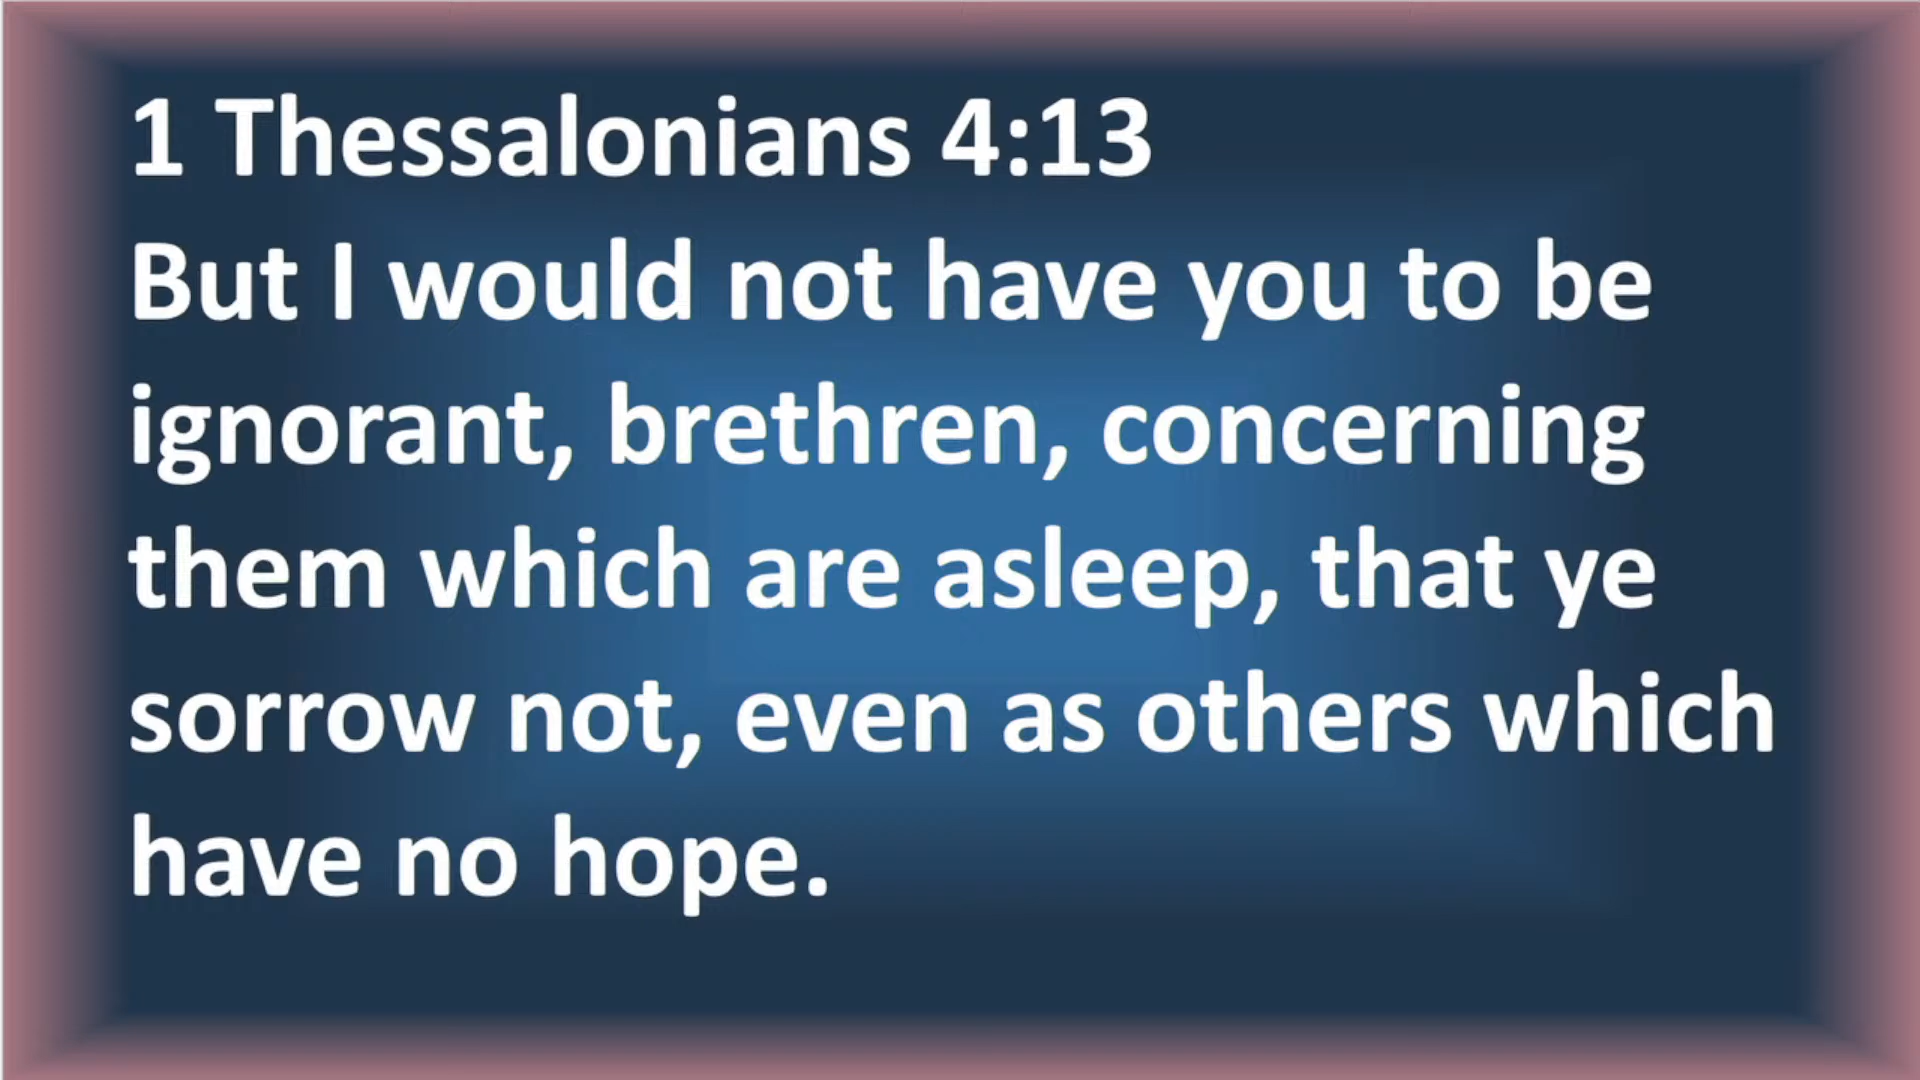 1 Thessalonians 4:13
But I would not have you to be
ignorant, brethren, concerning
them which are asleep, that ye
sorrow not, even as others which
have no hope.